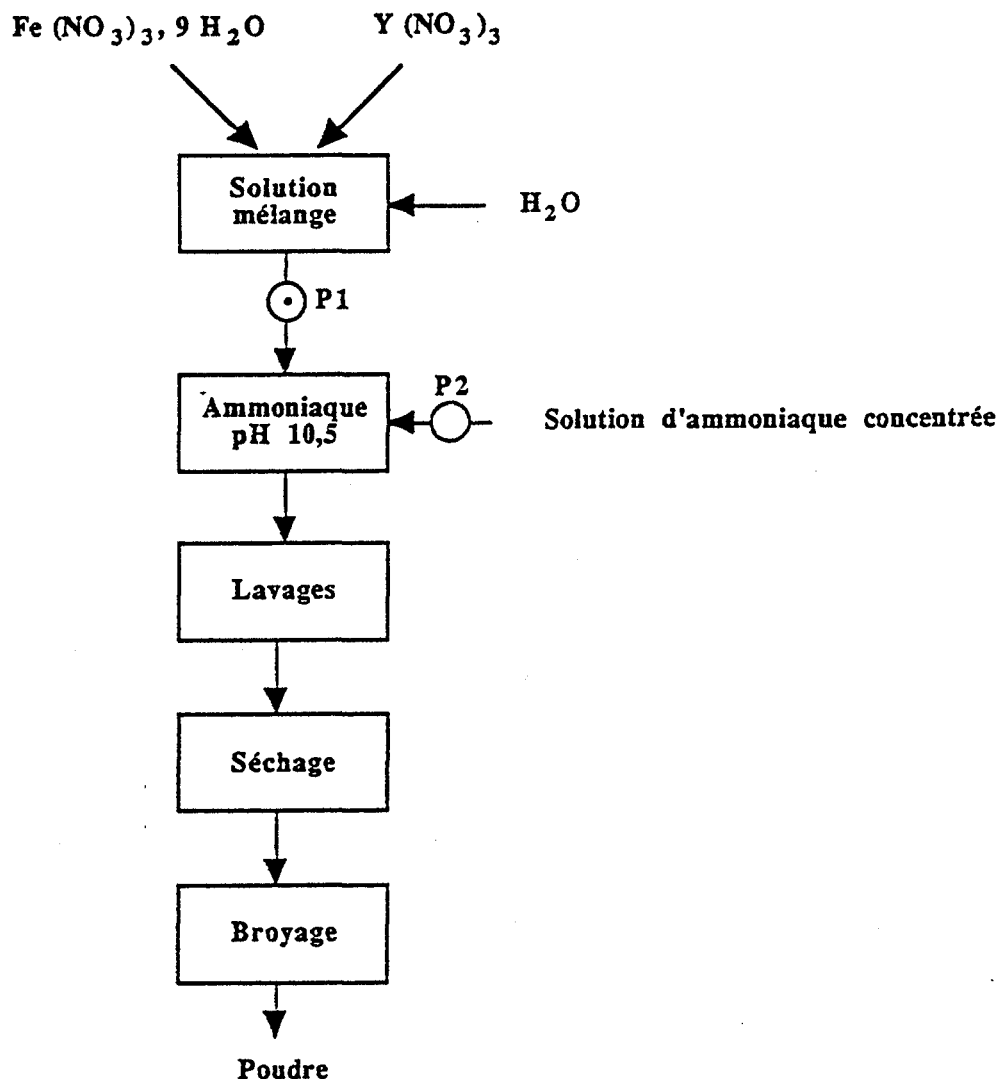 Fe (NO3)3, 9 H2O
Y (NO3)3
Solution
mélange
H2O
P1
P2
Ammoniaque
pH 10,5
Solution d'ammoniaque concentrée
Lavages
Séchage
Broyage
Poudre